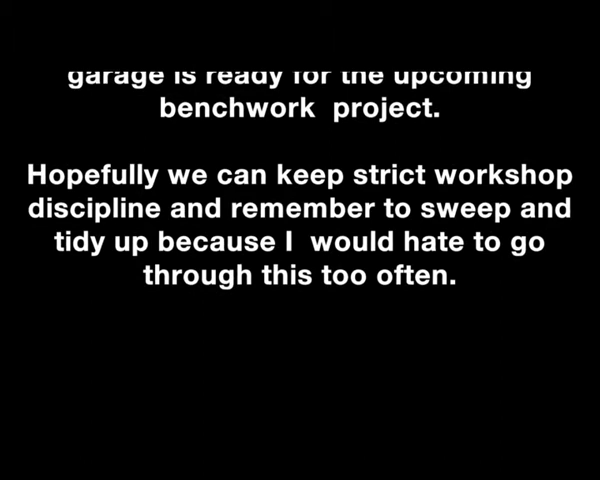 garage is ready for the upcoming
benchwork  project.
Hopefully we can keep strict workshop
discipline and remember to sweep and
tidy up because I  would hate to go
through this too often.